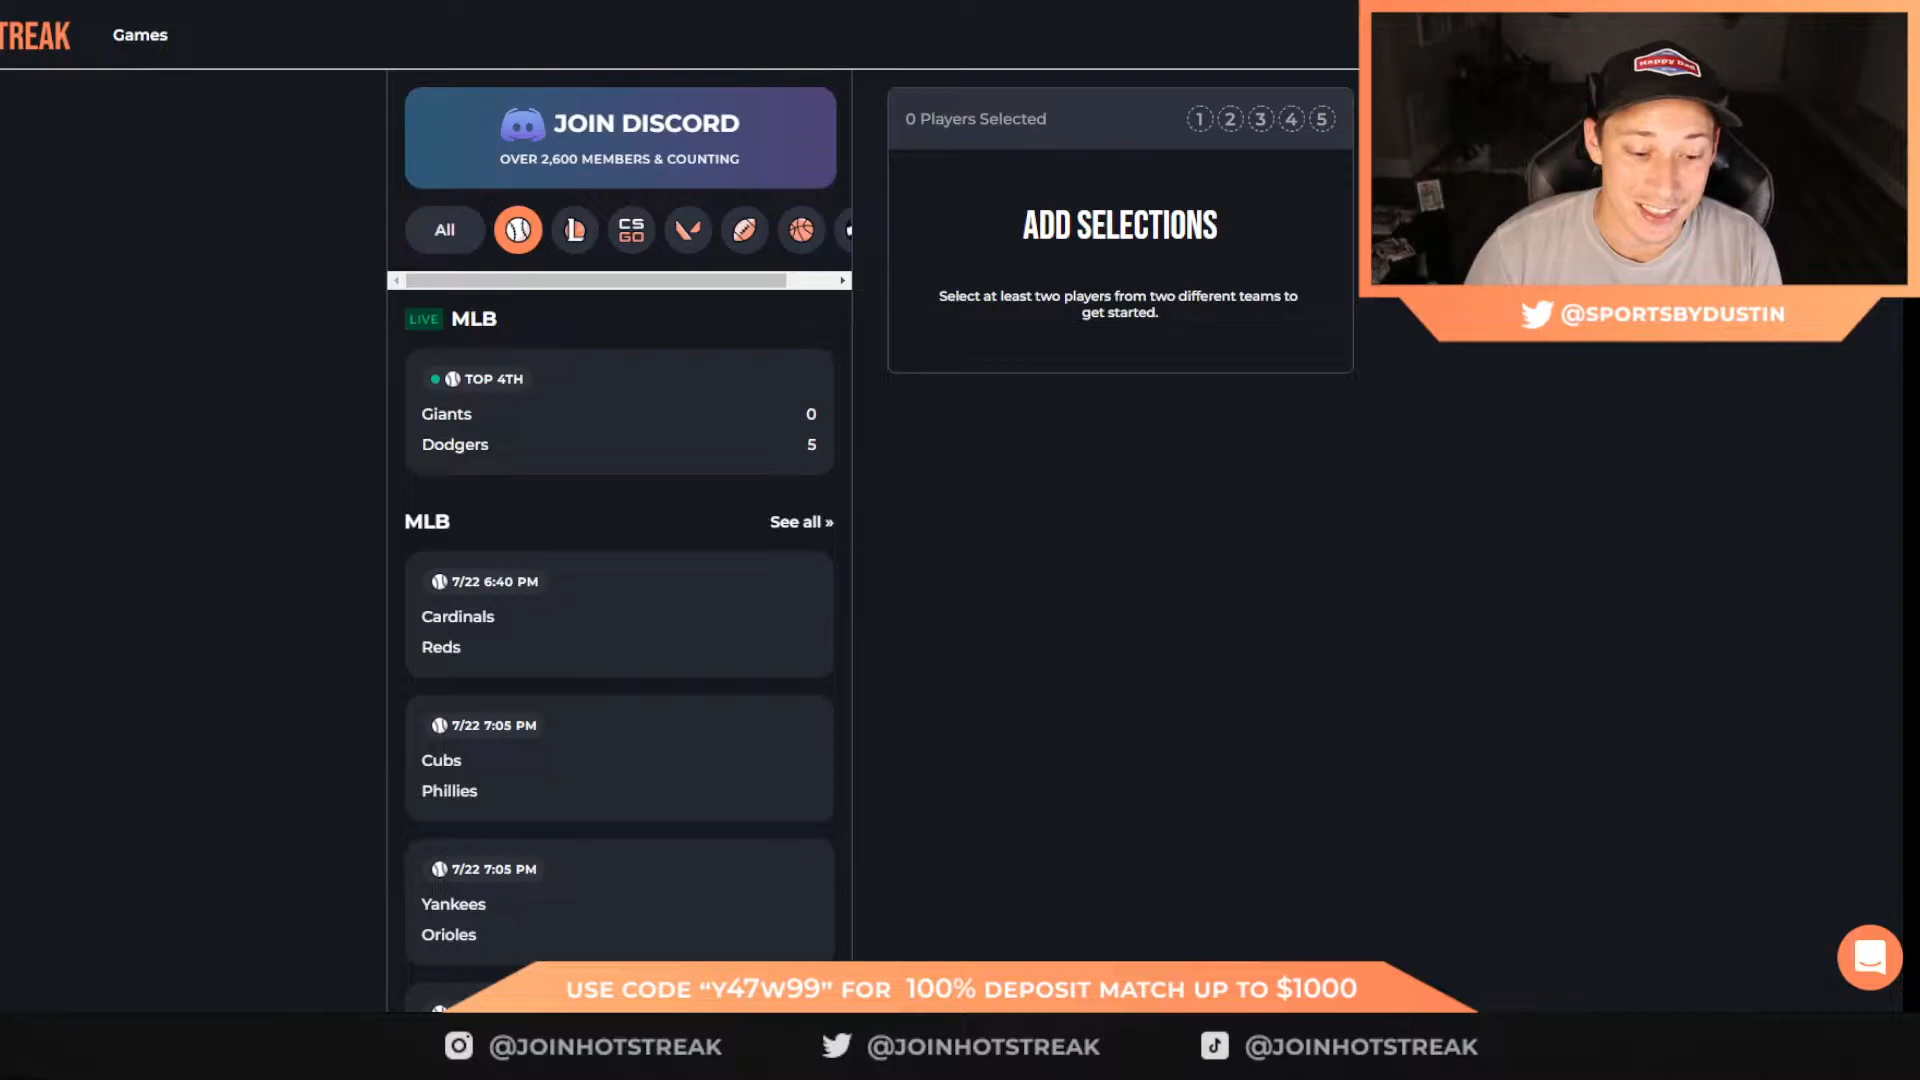 TREAK
Games
JOIN DISCORD
OVER 2,600 MEMBERS & COUNTING
All
CS
GO
LIVE MLB
TOP 4TH
Giants 0
Dodgers 5
MLB See all »
7/22 6:40 PM
Cardinals
Reds
7/22 7:05 PM
Cubs
Phillies
7/22 7:05 PM
Yankees
Orioles
0 Players Selected 1 2 3 4 5
ADD SELECTIONS
Select at least two players from two different teams to
get started.
Happy Dad
@SPORTSBYDUSTIN
USE CODE “Y47W99” FOR 100% DEPOSIT MATCH UP TO $1000
@JOINHOTSTREAK @JOINHOTSTREAK @JOINHOTSTREAK